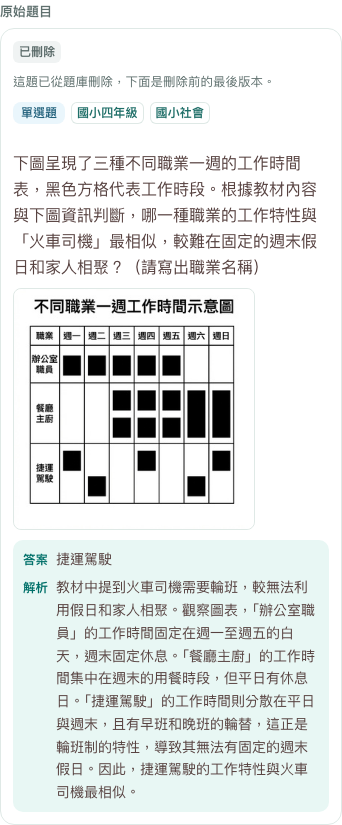 原始題目
已刪除
這題已從題庫刪除，下面是刪除前的最後版本。
單選題 國小四年級 國小社會
下圖呈現了三種不同職業一週的工作時間
表，黑色方格代表工作時段。根據教材內容
與下圖資訊判斷，哪一種職業的工作特性與
「火車司機」最相似，較難在固定的週末假
日和家人相聚？（請寫出職業名稱）
不同職業一週工作時間示意圖
職業 週一 週二 週三 週四 週五 週六 週日
辦公室
職員
餐廳
主廚
捷運
駕駛
答案 捷運駕駛
解析 教材中提到火車司機需要輪班，較無法利
用假日和家人相聚。觀察圖表，「辦公室職
員」的工作時間固定在週一至週五的白
天，週末固定休息。「餐廳主廚」的工作時
間集中在週末的用餐時段，但平日有休息
日。「捷運駕駛」的工作時間則分散在平日
與週末，且有早班和晚班的輪替，這正是
輪班制的特性，導致其無法有固定的週末
假日。因此，捷運駕駛的工作特性與火車
司機最相似。